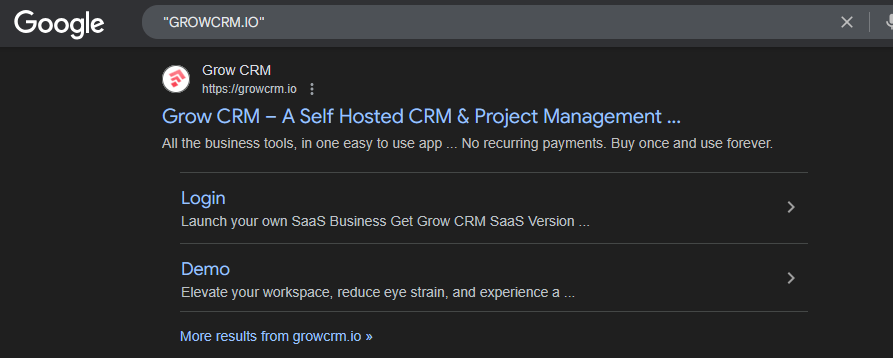 Google "GROWCRM.IO"
Grow CRM
https://growcrm.io
Grow CRM – A Self Hosted CRM & Project Management ...
All the business tools, in one easy to use app ... No recurring payments. Buy once and use forever.
Login
Launch your own SaaS Business Get Grow CRM SaaS Version ...
Demo
Elevate your workspace, reduce eye strain, and experience a ...
More results from growcrm.io »